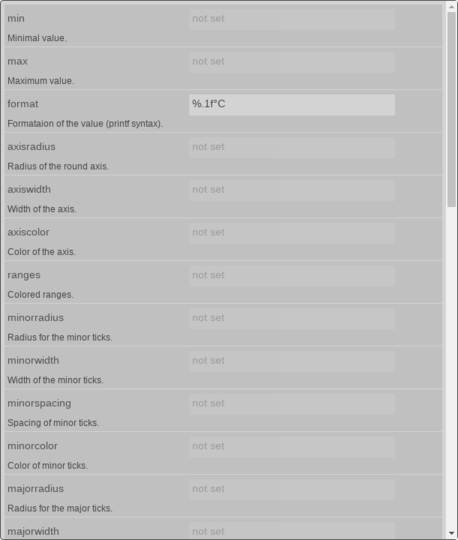 min not set
Minimal value.
max not set
Maximum value.
format %.1f°C
Formataion of the value (printf syntax).
axisradius not set
Radius of the round axis.
axiswidth not set
Width of the axis.
axiscolor not set
Color of the axis.
ranges not set
Colored ranges.
minorradius not set
Radius for the minor ticks.
minorwidth not set
Width of the minor ticks.
minorspacing not set
Spacing of minor ticks.
minorcolor not set
Color of minor ticks.
majorradius not set
Radius for the major ticks.
majorwidth not set